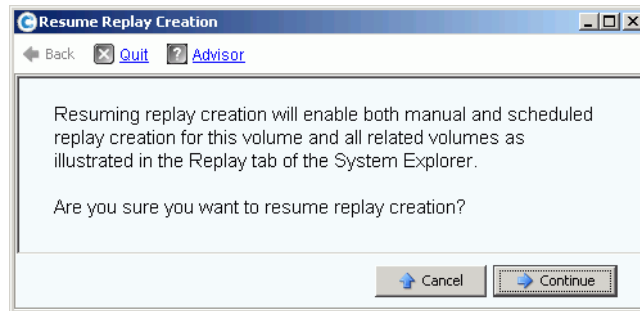 Resume Replay Creation
Back Quit ? Advisor
Resuming replay creation will enable both manual and scheduled
replay creation for this volume and all related volumes as
illustrated in the Replay tab of the System Explorer.
Are you sure you want to resume replay creation?
Cancel Continue